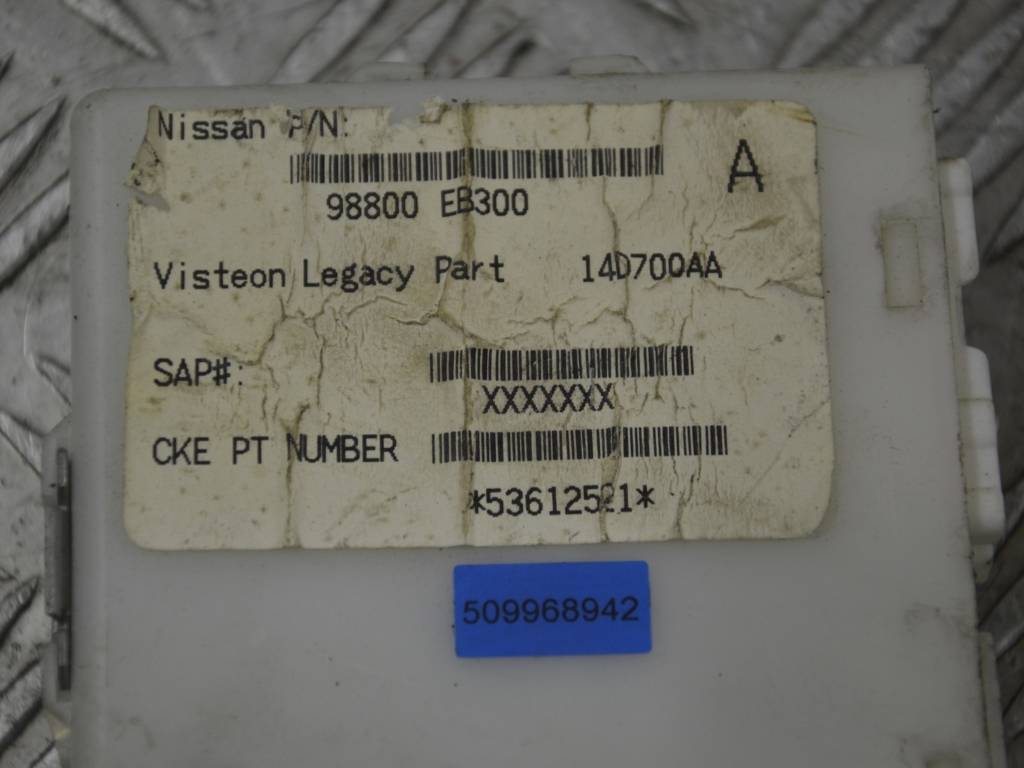 Nissan P/N:
A
98800 EB300
Visteon Legacy Part 14D700AA
SAP#:
XXXXXXX
CKE PT NUMBER
*53612521*
509968942